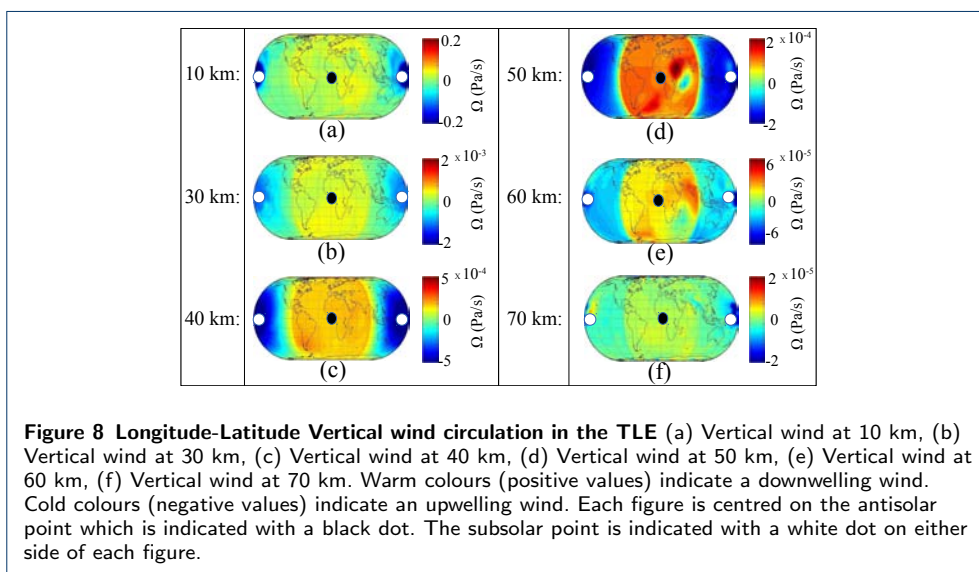 10 km:
0.2
0
-0.2
Ω (Pa/s)
(a)
50 km:
2 x 10-4
0
-2
Ω (Pa/s)
(d)
30 km:
2 x 10-3
0
-2
Ω (Pa/s)
(b)
60 km:
6 x 10-5
0
-6
Ω (Pa/s)
(e)
40 km:
5 x 10-4
0
-5
Ω (Pa/s)
(c)
70 km:
2 x 10-5
0
-2
Ω (Pa/s)
(f)
Figure 8 Longitude-Latitude Vertical wind circulation in the TLE (a) Vertical wind at 10 km, (b)
Vertical wind at 30 km, (c) Vertical wind at 40 km, (d) Vertical wind at 50 km, (e) Vertical wind at
60 km, (f) Vertical wind at 70 km. Warm colours (positive values) indicate a downwelling wind.
Cold colours (negative values) indicate an upwelling wind. Each figure is centred on the antisolar
point which is indicated with a black dot. The subsolar point is indicated with a white dot on either
side of each figure.